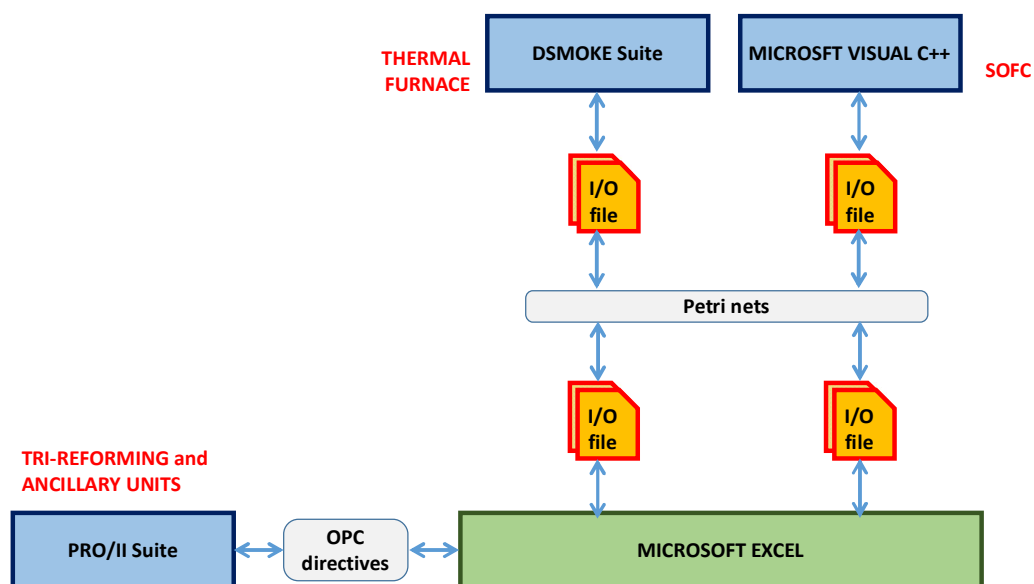 THERMAL
FURNACE
DSMOKE Suite
MICROSFT VISUAL C++
SOFC
I/O
file
I/O
file
Petri nets
I/O
file
I/O
file
TRI-REFORMING and
ANCILLARY UNITS
PRO/II Suite
OPC
directives
MICROSOFT EXCEL